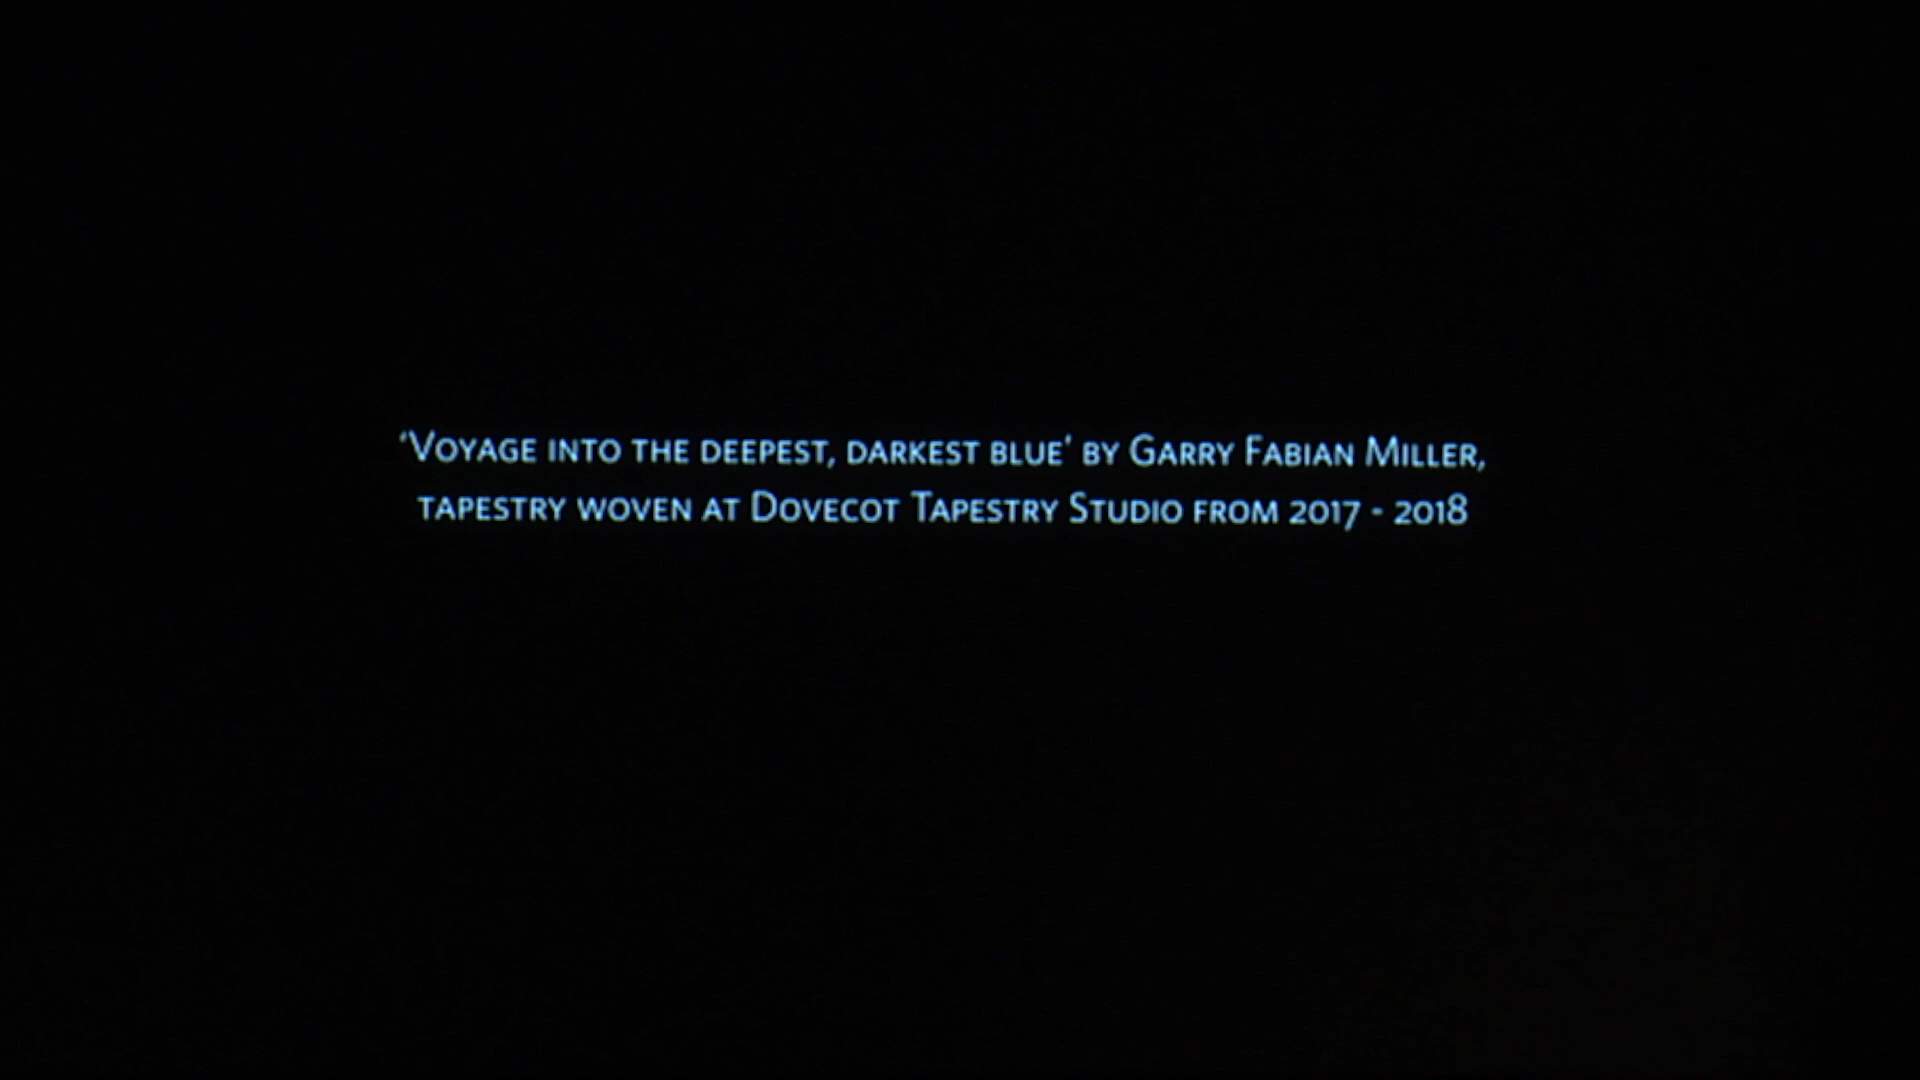 ‘Voyage into the deepest, darkest blue’ by Garry Fabian Miller,
tapestry woven at Dovecot Tapestry Studio from 2017 - 2018